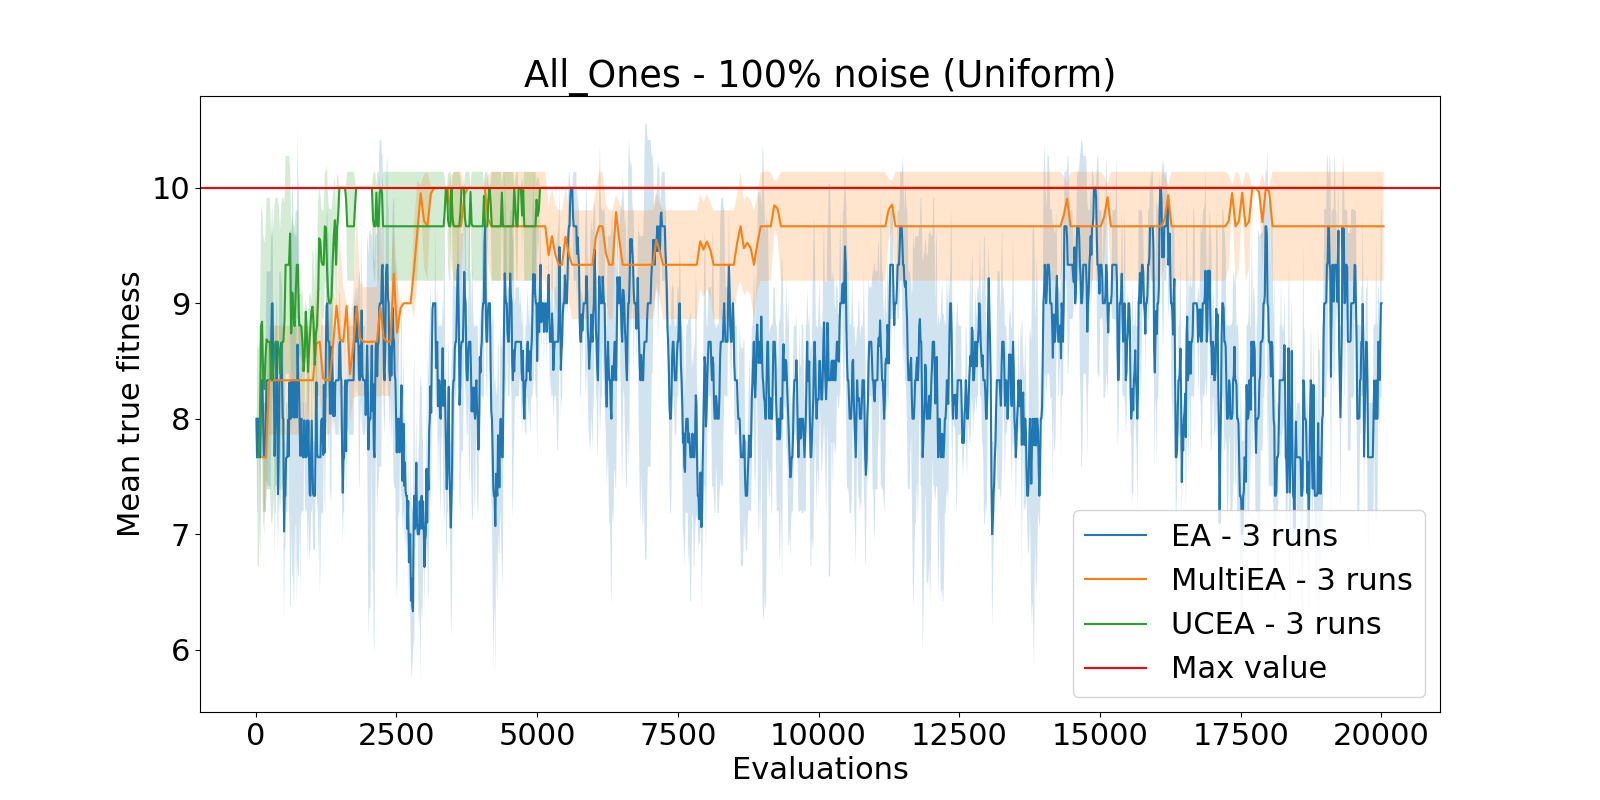 All_Ones - 100% noise (Uniform)
Mean true fitness
10
9
8
7
6
EA - 3 runs
MultiEA - 3 runs
UCEA - 3 runs
Max value
0 2500 5000 7500 10000 12500 15000 17500 20000
Evaluations